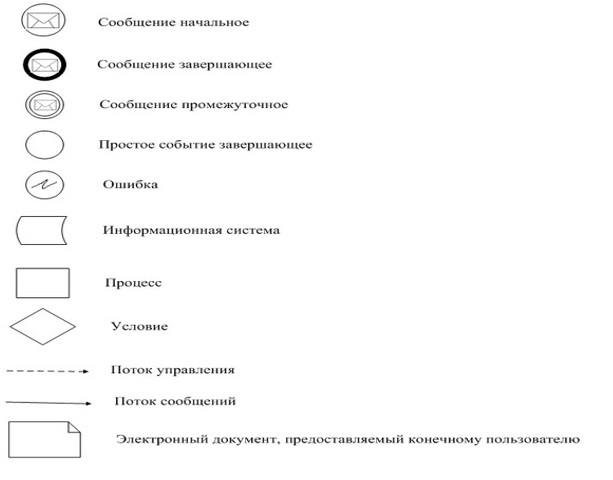 Сообщение начальное
Сообщение завершающее
Сообщение промежуточное
Простое событие завершающее
Ошибка
Информационная система
Процесс
Условие
Поток управления
Поток сообщений
Электронный документ, предоставляемый конечному пользователю